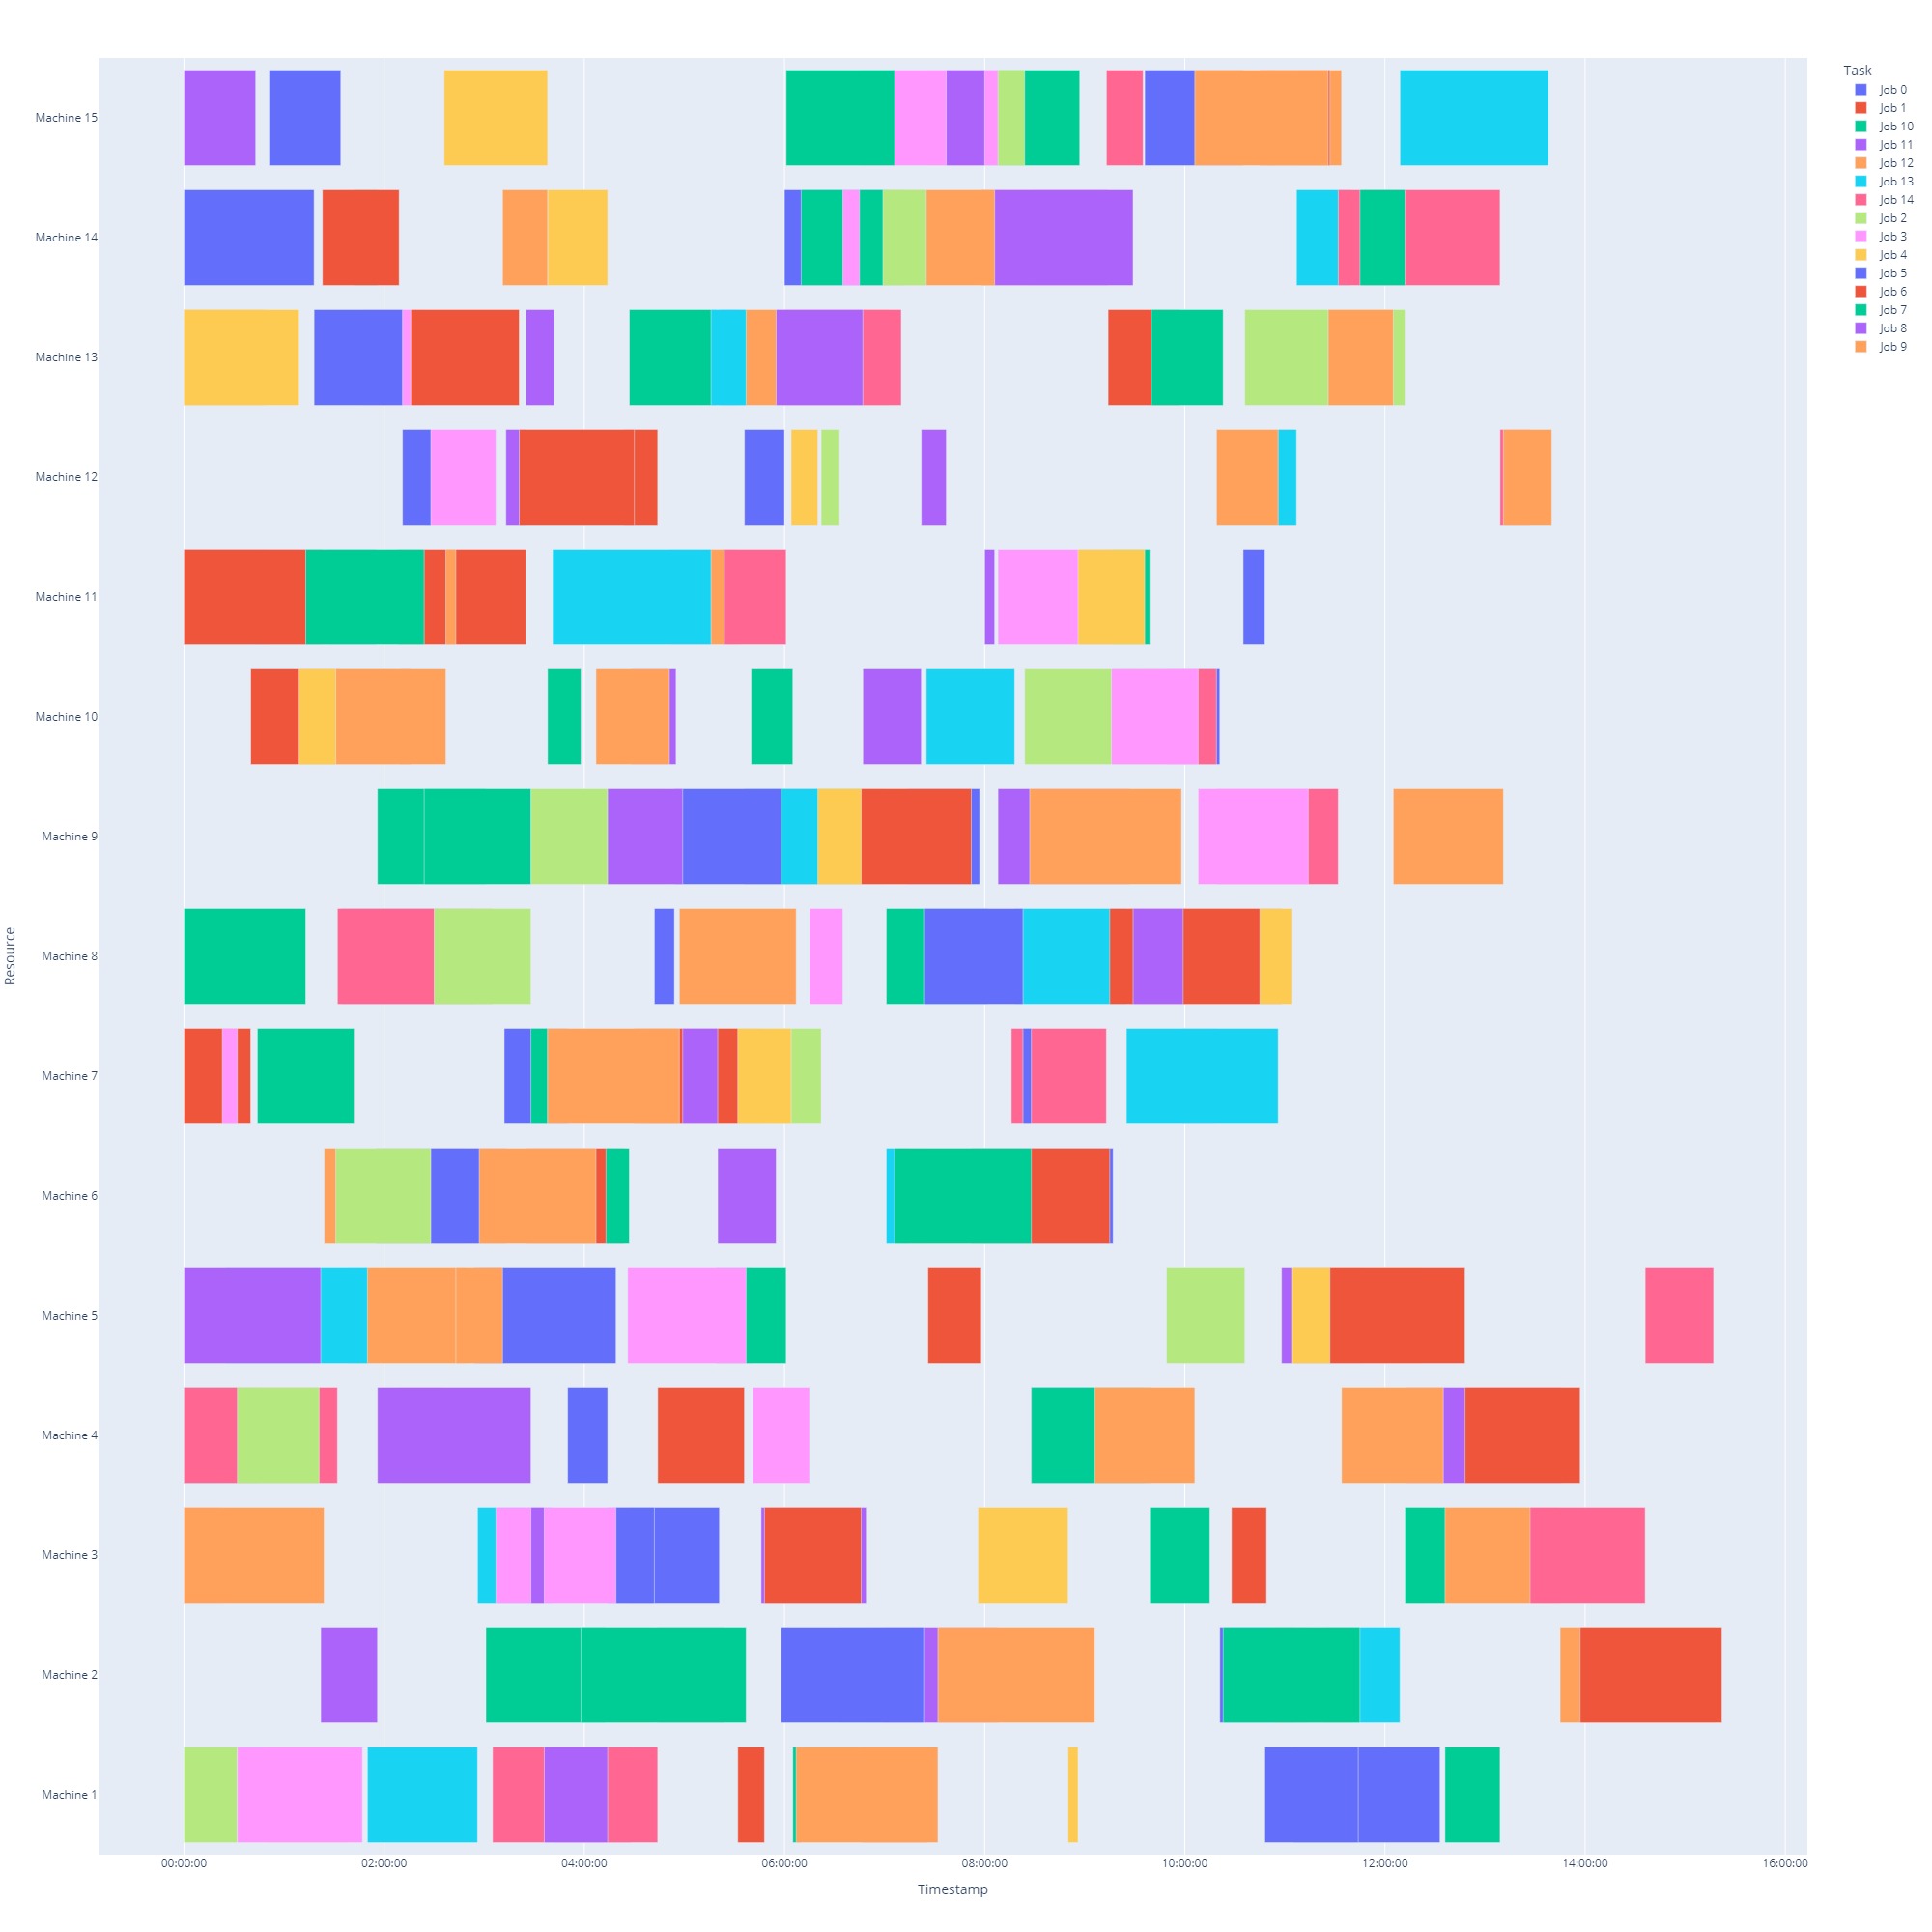 Task
Job 0
Job 1
Job 10
Job 11
Job 12
Job 13
Job 14
Job 2
Job 3
Job 4
Job 5
Job 6
Job 7
Job 8
Job 9
Resource
Machine 15
Machine 14
Machine 13
Machine 12
Machine 11
Machine 10
Machine 9
Machine 8
Machine 7
Machine 6
Machine 5
Machine 4
Machine 3
Machine 2
Machine 1
00:00:00 02:00:00 04:00:00 06:00:00 08:00:00 10:00:00 12:00:00 14:00:00 16:00:00
Timestamp